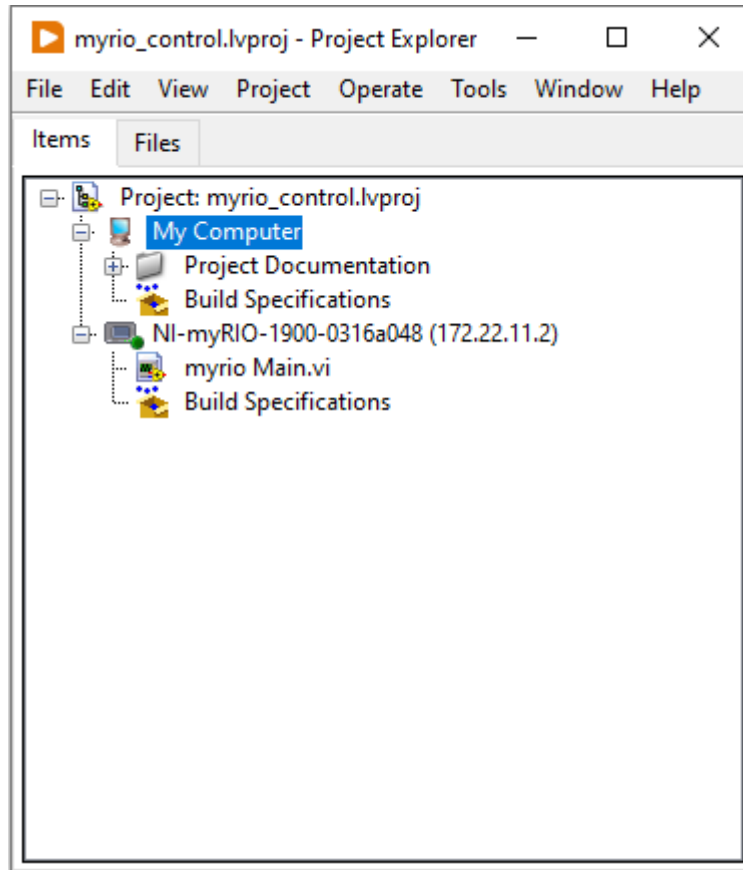 myrio_control.lvproj - Project Explorer
File Edit View Project Operate Tools Window Help
Items Files
Project: myrio_control.lvproj
My Computer
Project Documentation
Build Specifications
NI-myRIO-1900-0316a048 (172.22.11.2)
myrio Main.vi
Build Specifications